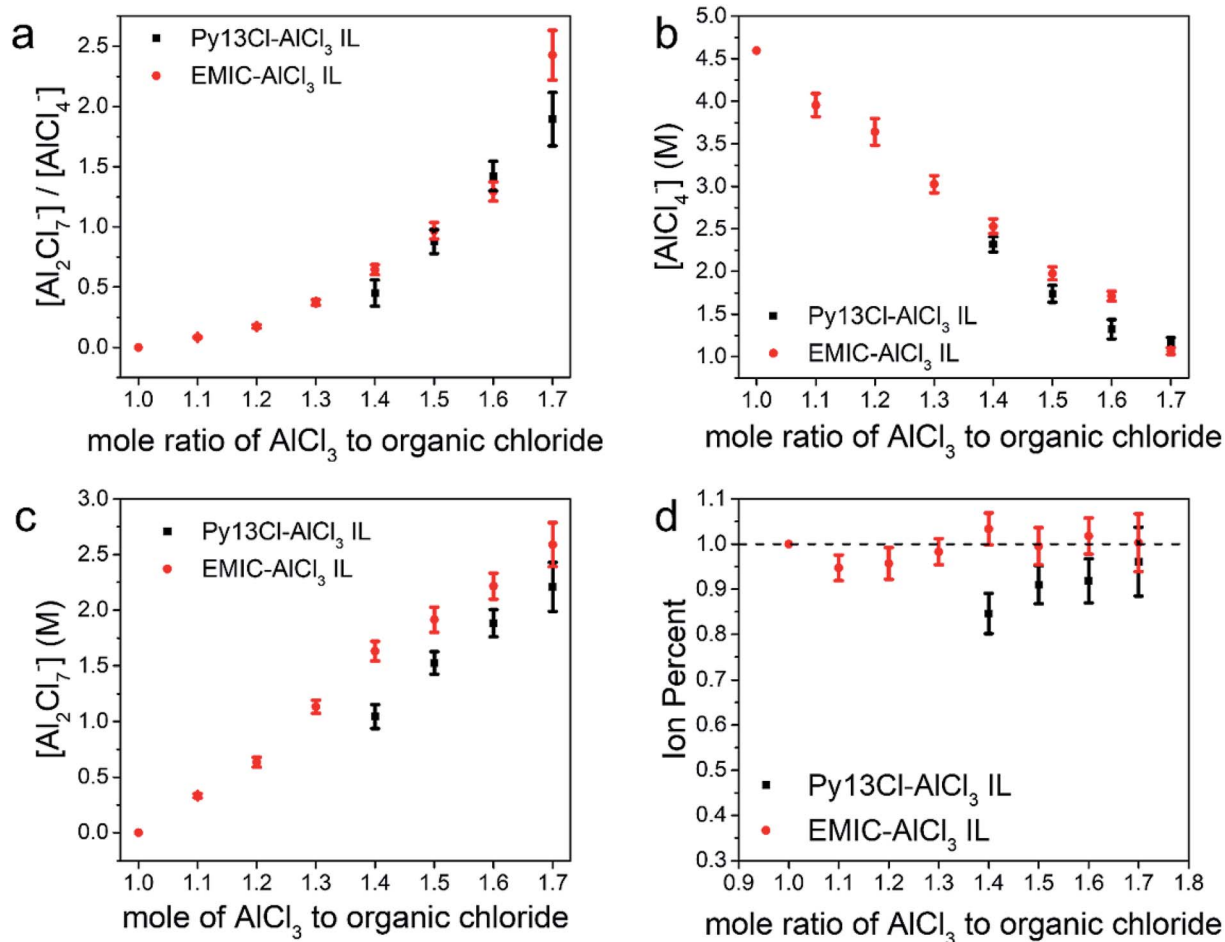 a
Py13Cl-AlCl₃ IL
EMIC-AlCl₃ IL
[Al₂Cl₇⁻] / [AlCl₄⁻]
2.5
2.0
1.5
1.0
0.5
0.0
1.0 1.1 1.2 1.3 1.4 1.5 1.6 1.7
mole ratio of AlCl₃ to organic chloride
b
[AlCl₄⁻] (M)
5.0
4.5
4.0
3.5
3.0
2.5
2.0
1.5
1.0
Py13Cl-AlCl₃ IL
EMIC-AlCl₃ IL
1.0 1.1 1.2 1.3 1.4 1.5 1.6 1.7
mole ratio of AlCl₃ to organic chloride
c
Py13Cl-AlCl₃ IL
EMIC-AlCl₃ IL
[Al₂Cl₇⁻] (M)
3.0
2.5
2.0
1.5
1.0
0.5
0.0
1.0 1.1 1.2 1.3 1.4 1.5 1.6 1.7
mole of AlCl₃ to organic chloride
d
Ion Percent
1.1
1.0
0.9
0.8
0.7
0.6
0.5
0.4
0.3
Py13Cl-AlCl₃ IL
EMIC-AlCl₃ IL
0.9 1.0 1.1 1.2 1.3 1.4 1.5 1.6 1.7 1.8
mole ratio of AlCl₃ to organic chloride